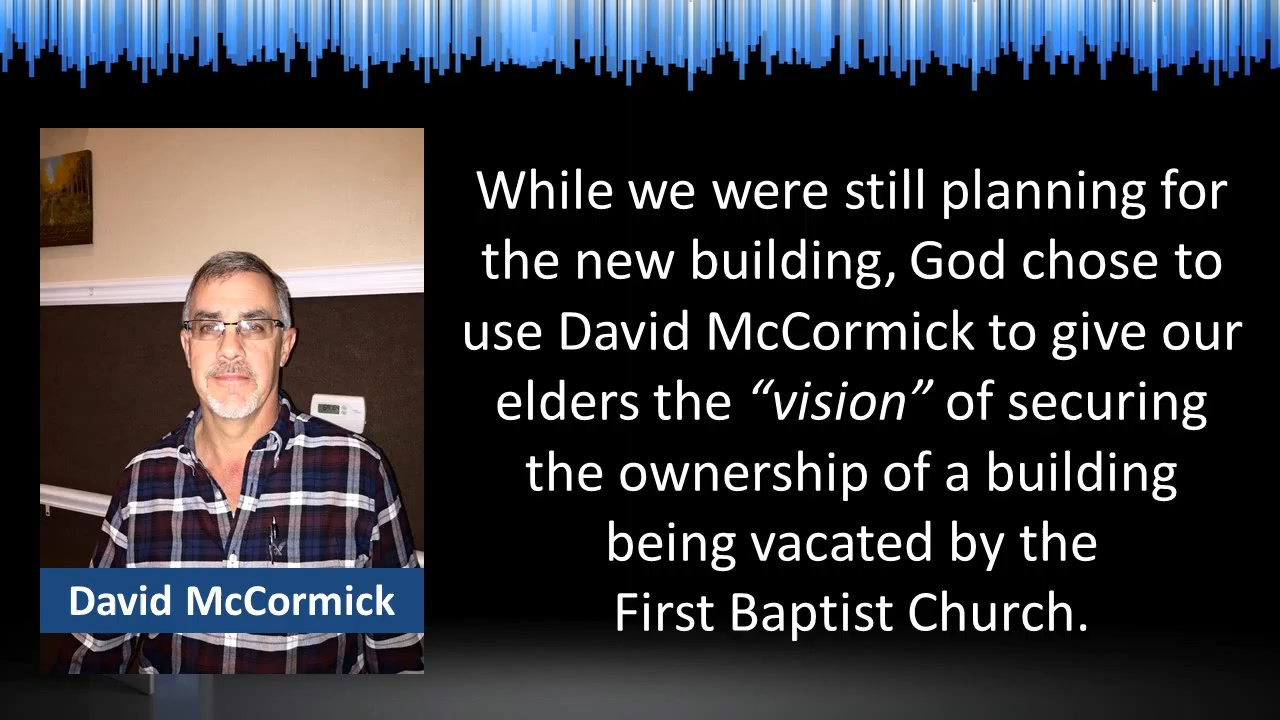 While we were still planning for
the new building, God chose to
use David McCormick to give our
elders the “vision” of securing
the ownership of a building
being vacated by the
First Baptist Church.
David McCormick